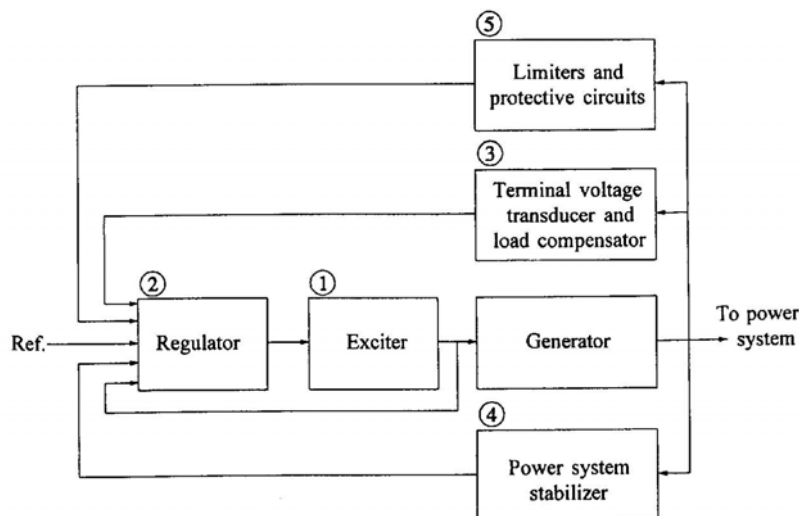 ⑤
Limiters and
protective circuits
③
Terminal voltage
transducer and
load compensator
②
①
Ref.
Regulator
Exciter
Generator
To power
system
④
Power system
stabilizer